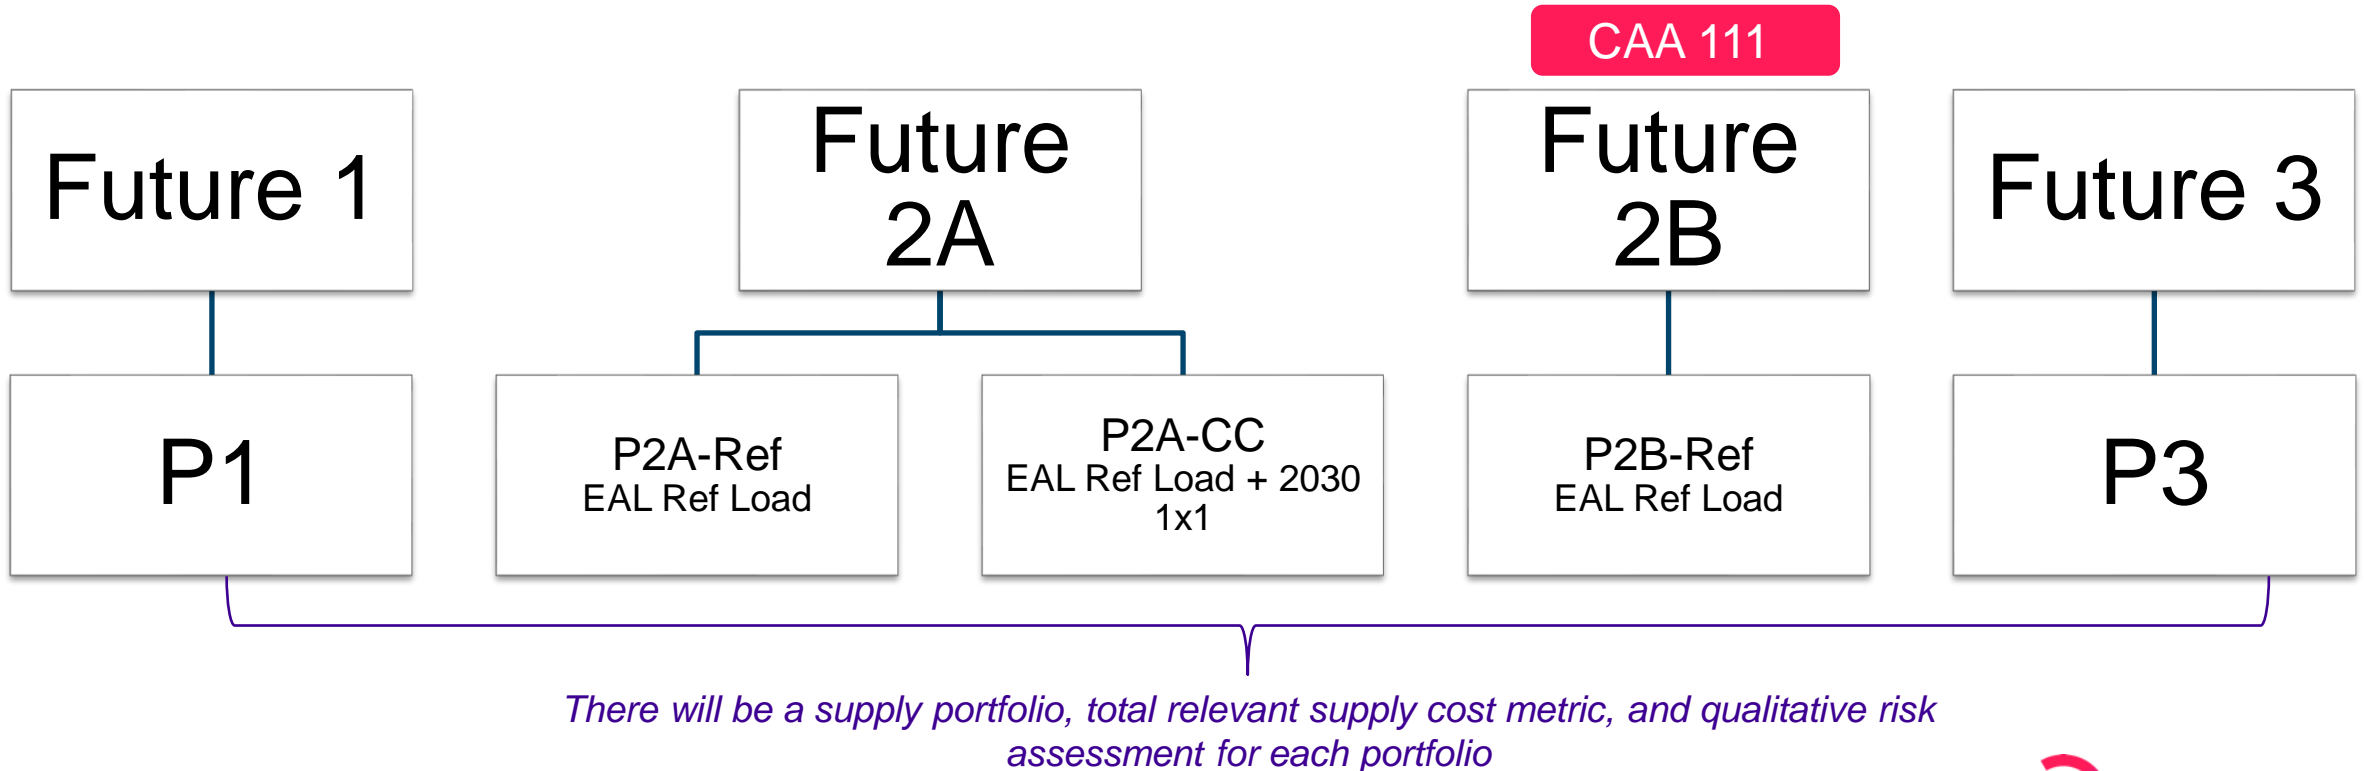 CAA 111
Future 1
Future
2A
Future
2B
Future 3
P1
P2A-Ref
EAL Ref Load
P2A-CC
EAL Ref Load + 2030
1x1
P2B-Ref
EAL Ref Load
P3
There will be a supply portfolio, total relevant supply cost metric, and qualitative risk
assessment for each portfolio